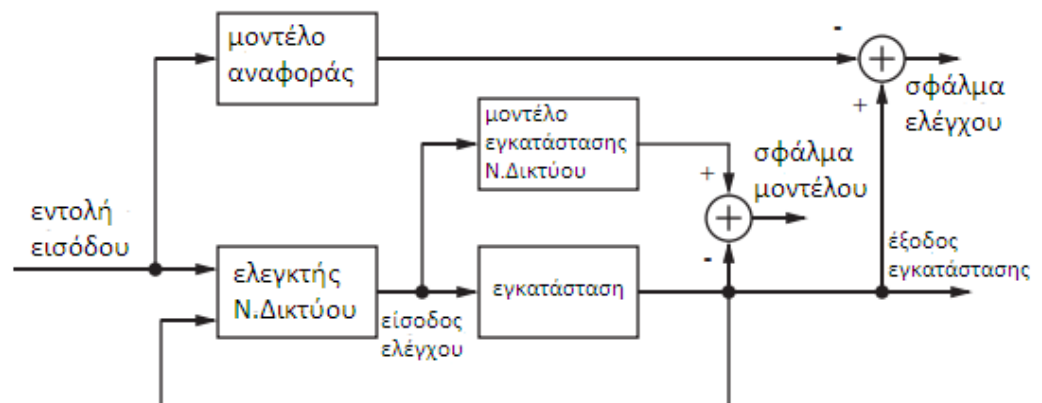 μοντέλο
αναφοράς
-
+
σφάλμα
ελέγχου
μοντέλο
εγκατάστασης
Ν.Δικτύου
+
σφάλμα
μοντέλου
-
εντολή
εισόδου
ελεγκτής
Ν.Δικτύου
είσοδος
ελέγχου
εγκατάσταση
έξοδος
εγκατάστασης